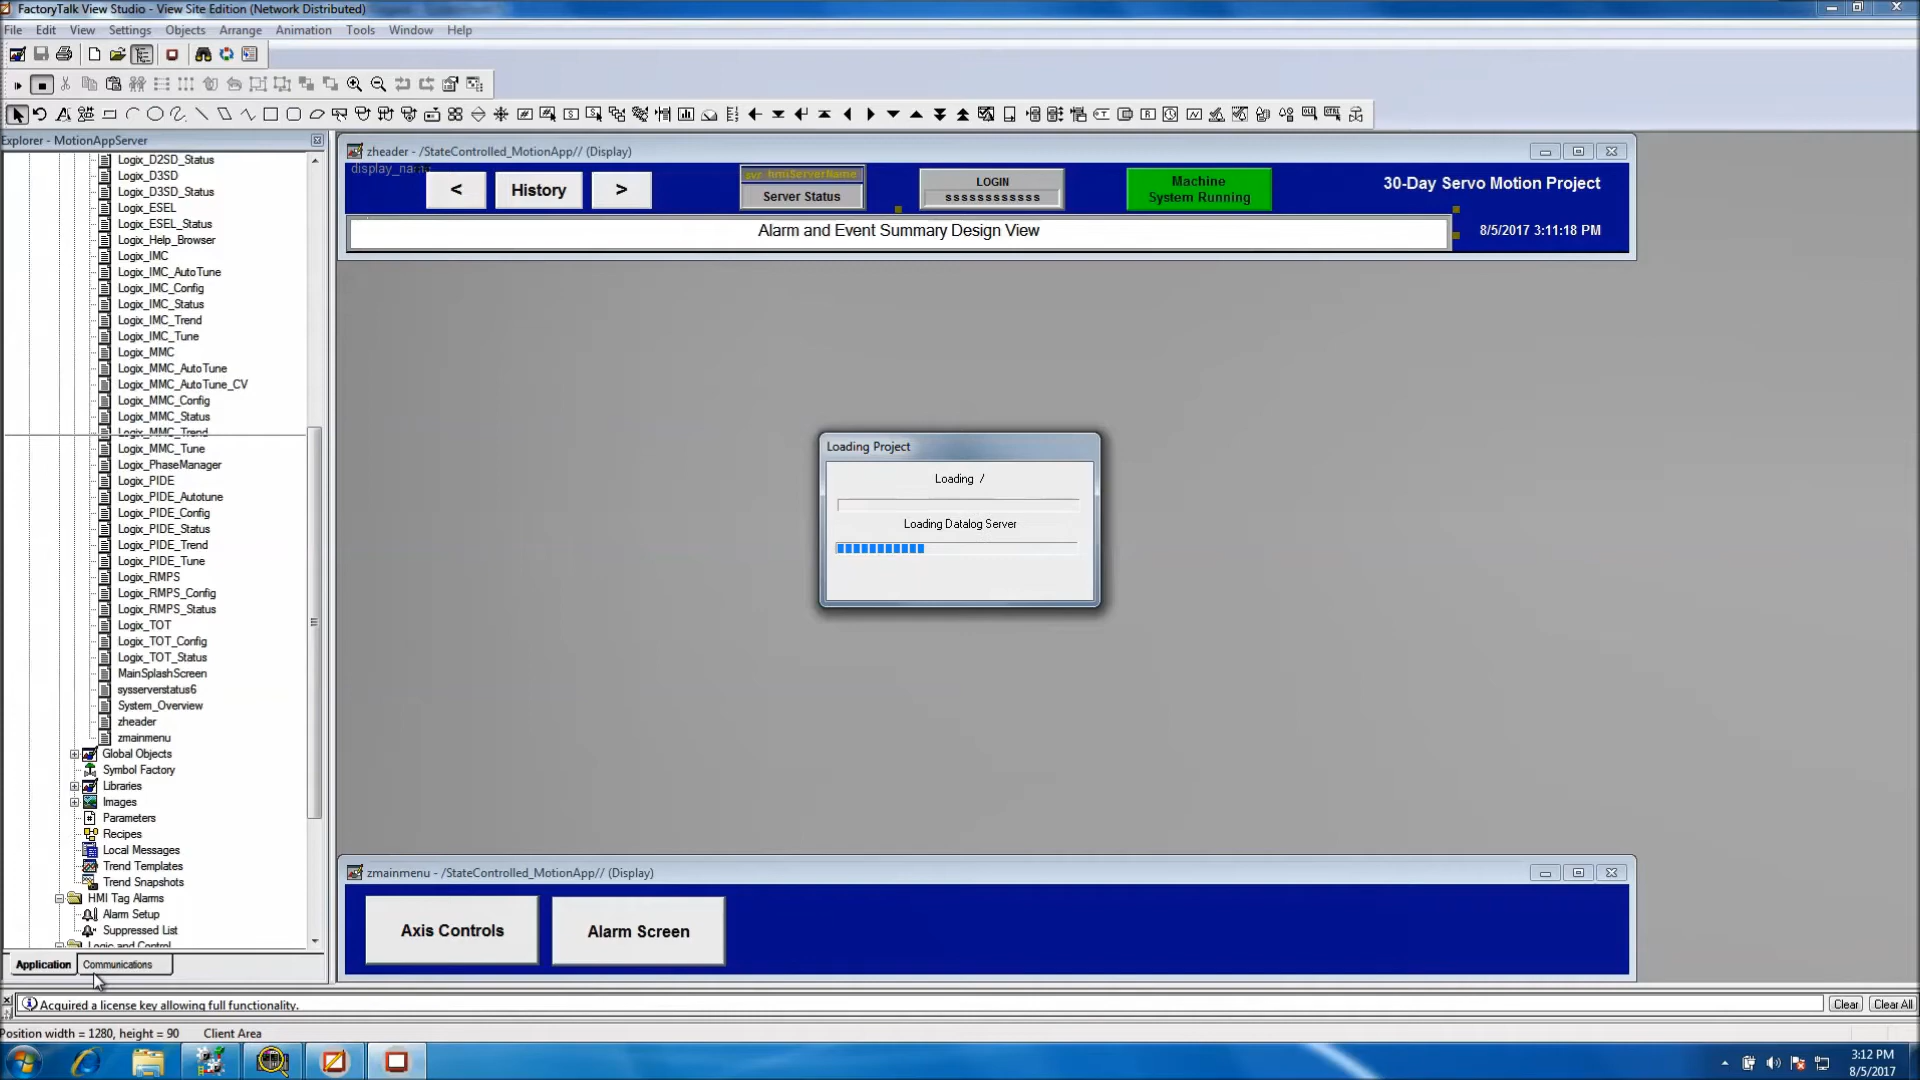 FactoryTalk View Studio - View Site Edition (Network Distributed)
File Edit View Settings Objects Arrange Animation Tools Window Help
Explorer - MotionAppServer
Logix_D2SD_Status
Logix_D3SD
Logix_D3SD_Status
Logix_ESEL
Logix_ESEL_Status
Logix_Help_Browser
Logix_IMC
Logix_IMC_AutoTune
Logix_IMC_Config
Logix_IMC_Status
Logix_IMC_Trend
Logix_IMC_Tune
Logix_MMC
Logix_MMC_AutoTune
Logix_MMC_AutoTune_CV
Logix_MMC_Config
Logix_MMC_Status
Logix_MMC_Trend
Logix_MMC_Tune
Logix_PhaseManager
Logix_PIDE
Logix_PIDE_Autotune
Logix_PIDE_Config
Logix_PIDE_Status
Logix_PIDE_Trend
Logix_PIDE_Tune
Logix_RMPS
Logix_RMPS_Config
Logix_RMPS_Status
Logix_TOT
Logix_TOT_Config
Logix_TOT_Status
MainSplashScreen
sysserverstatus6
System_Overview
zheader
zmainmenu
Global Objects
Symbol Factory
Libraries
Images
Parameters
Recipes
Local Messages
Trend Templates
Trend Snapshots
HMI Tag Alarms
Alarm Setup
Suppressed List
Logic and Control
Application Communications
zheader - /StateControlled_MotionApp// (Display)
< History >
svr hmiServerName
Server Status
LOGIN
ssssssssssss
Machine
System Running
30-Day Servo Motion Project
Alarm and Event Summary Design View
8/5/2017 3:11:18 PM
Loading Project
Loading /
Loading Datalog Server
zmainmenu - /StateControlled_MotionApp// (Display)
Axis Controls Alarm Screen
Acquired a license key allowing full functionality.
Clear Clear All
Position width = 1280, height = 90 Client Area
3:12 PM
8/5/2017